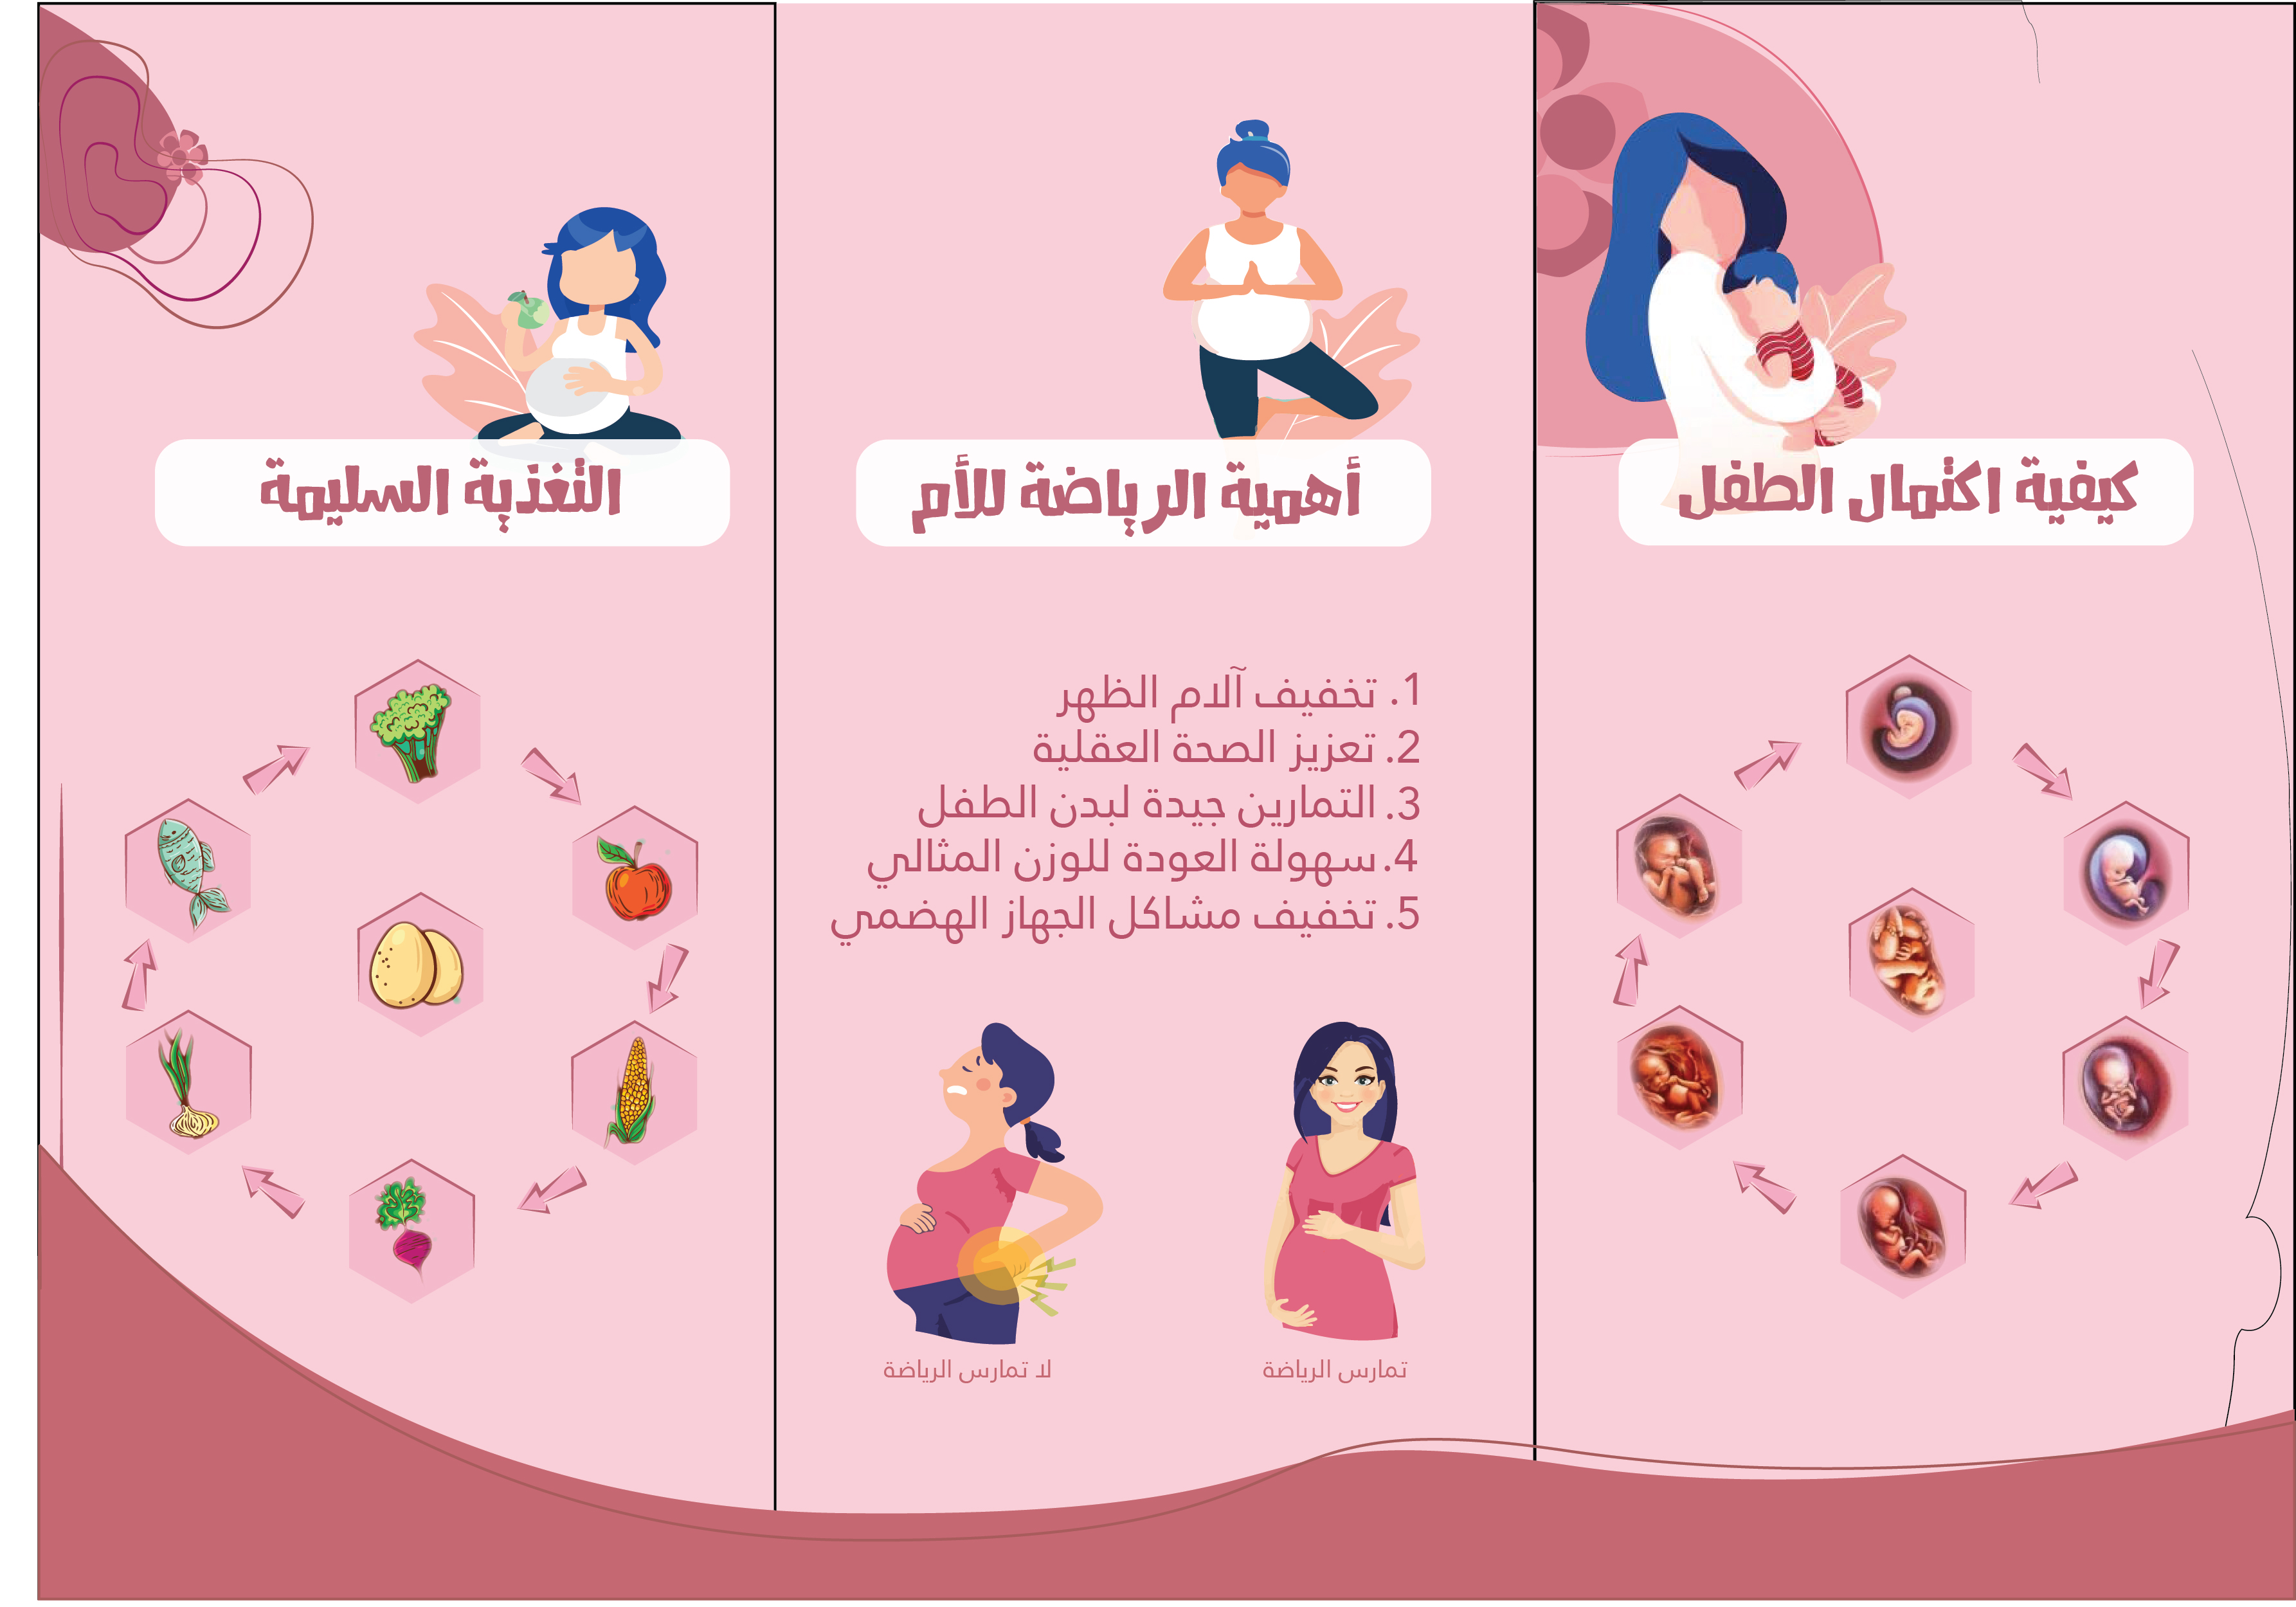 كيفية اكتمال الطفل
أهمية الرياضة للأم
1. تخفيف آلام الظهر
2. تعزيز الصحة العقلية
3. التمارين جيدة لبدن الطفل
4. سهولة العودة للوزن المثالي
5. تخفيف مشاكل الجهاز الهضمي
تمارس الرياضة
لا تمارس الرياضة
التغذية السليمة